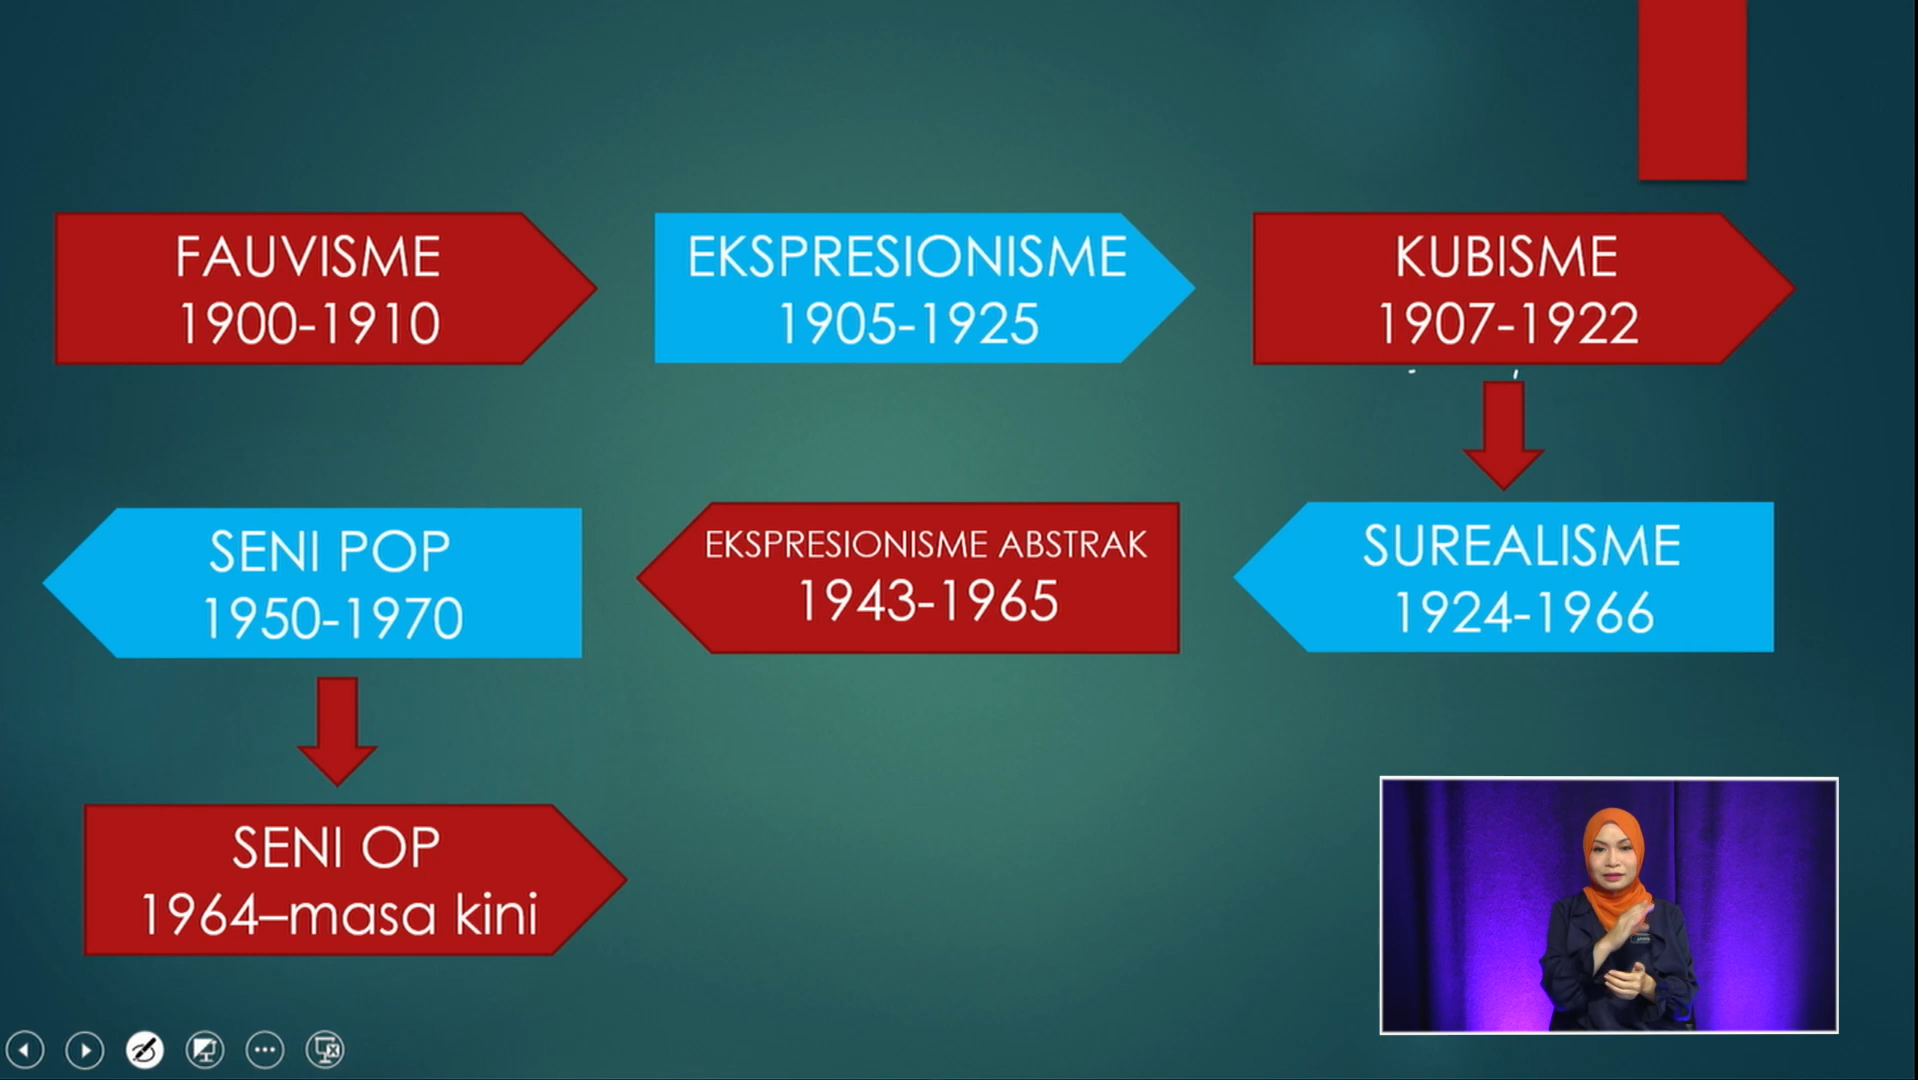 FAUVISME
1900-1910
EKSPRESIONISME
1905-1925
KUBISME
1907-1922
SUREALISME
1924-1966
EKSPRESIONISME ABSTRAK
1943-1965
SENI POP
1950-1970
SENI OP
1964–masa kini